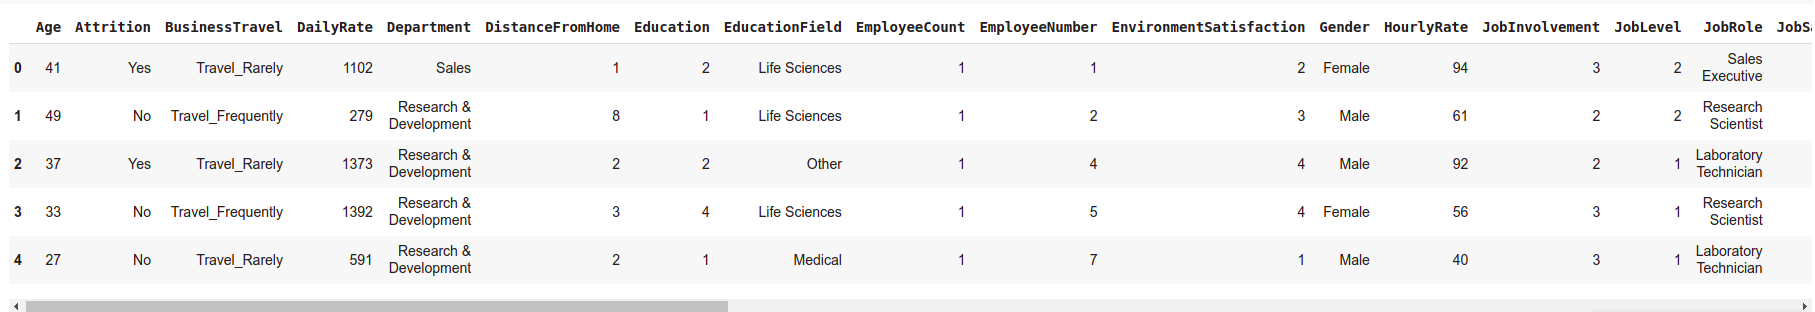 Age Attrition BusinessTravel DailyRate Department DistanceFromHome Education EducationField EmployeeCount EmployeeNumber EnvironmentSatisfaction Gender HourlyRate JobInvolvement JobLevel JobRole
0 41 Yes Travel_Rarely 1102 Sales 1 2 Life Sciences 1 1 2 Female 94 3 2 Sales Executive
1 49 No Travel_Frequently 279 Research & Development 8 1 Life Sciences 1 2 3 Male 61 2 2 Research Scientist
2 37 Yes Travel_Rarely 1373 Research & Development 2 2 Other 1 4 4 Male 92 2 1 Laboratory Technician
3 33 No Travel_Frequently 1392 Research & Development 3 4 Life Sciences 1 5 4 Female 56 3 1 Research Scientist
4 27 No Travel_Rarely 591 Research & Development 2 1 Medical 1 7 1 Male 40 3 1 Laboratory Technician